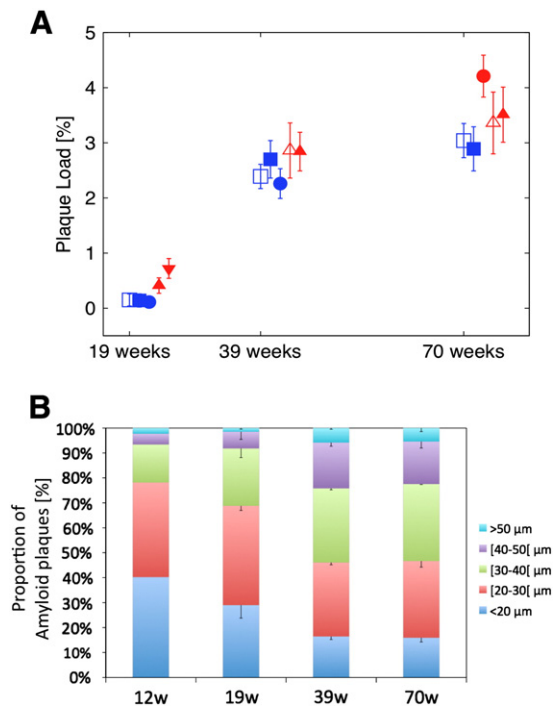 A
Plaque Load [%]
5
4
3
2
1
0
19 weeks 39 weeks 70 weeks
B
Proportion of
Amyloid plaques [%]
100%
90%
80%
70%
60%
50%
40%
30%
20%
10%
0%
12w 19w 39w 70w
>50 µm
[40-50[ µm
[30-40[ µm
[20-30[ µm
<20 µm